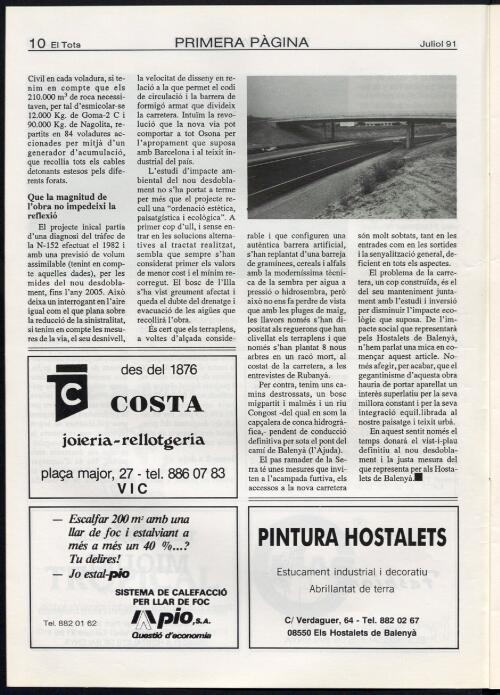 10 El Tota
PRIMERA PÀGINA
Juliol 91
Civil en cada voladura, si te-
nim en compte que els
210.000 m³ de roca necessi-
taven, per tal d'esmicolar-se
12.000 Kg. de Goma-2 C i
90.000 Kg. de Nagolita, re-
partits en 84 voladures ac-
cionades per mitjà d'un
generador d'acumulació,
que recollia tots els cables
detonants estesos pels dife-
rents forats.
Que la magnitud de
l'obra no impedeixi la
reflexió
El projecte inical partia
d'una diagnosi del tràfec de
la N-152 efectuat el 1982 i
amb una previsió de volum
assimilable (tenint en comp-
te aquelles dades), per les
mides del nou desdobla-
ment, fins l'any 2005. Això
deixa un interrogant en l'aire
igual com el que plana sobre
la reducció de la sinistralitat,
si tenim en compte les mesu-
res de la via, el seu desnivell,
la velocitat de disseny en re-
lació a la que permet el codi
de circulació i la barrera de
formigó armat que divideix
la carretera. Intuïm la revo-
lució que la nova via pot
comportar a tot Osona per
l'apropament que suposa
amb Barcelona i al teixit in-
dustrial del país.
L'estudi d'impacte am-
biental del nou desdobla-
ment no s'ha portat a terme
per més que el projecte re-
cull una "ordenació estètica,
paisatgística i ecològica". A
primer cop d'ull, i sense en-
trar en les solucions alterna-
tives al tractat realitzat,
sembla que sempre s'han
considerat primer els valors
de menor cost i el mínim re-
corregut. El bosc de l'Illa
s'ha vist greument afectat i
queda el dubte del drenatge i
evacuació de les aigües que
recollirà l'obra.
És cert que els terraplens,
a voltes d'alçada conside-
rable i que configuren una
autèntica barrera artificial,
s'han replantat d'una barreja
de gramínees, cereals i alfals
amb la moderníssima tècni-
ca de la sembra per aigua a
pressió o hidrosembra, però
això no ens fa perdre de vista
que amb les pluges de maig,
les llavors només s'han di-
positat als regueros que han
clivellat els terraplens i que
només s'han plantat 8 nous
arbres en un racó mort, al
costat de la carretera, a les
entrevistes de Rubanyà.
Per contra, tenim uns ca-
mins destrossats, un bosc
migpartit i malmès i un riu
Congost -del qual en som la
capçalera de conca hidrogrà-
fica,- pendent de conducció
definitiva per sota el pont del
camí de Balenyà (l'Ajuda).
El pas ramader de la Se-
rra té unes mesures que invi-
ten a l'acampada furtiva, els
accessos a la nova carretera
són molt sobtats, tant en les
entrades com en les sortides
i la senyalització general, de-
ficient en tots els aspectes.
El problema de la carre-
tera, un cop construïda, és el
del seu manteniment junta-
ment amb l'estudi i inversió
per disminuir l'impacte eco-
lògic que suposa. De l'im-
pacte social que representarà
pels Hostalets de Balenyà,
n'hem parlat una mica en co-
mençar aquest article. No-
més afegir, per acabar, que el
gegantinisme d'aquesta obra
hauria de portar aparellat un
interès superlatiu per la seva
millora constant i per la seva
integració equil.librada al
nostre paisatge i teixit urbà.
En aquest sentit només el
temps donarà el vist-i-plau
definitiu al nou desdobla-
ment i la justa mesura del
que representa per als Hosta-
lets de Balenyà.
des del 1876
COSTA
joieria-rellotgeria
plaça major, 27 - tel. 886 07 83
VIC
— Escalfar 200 m² amb una
llar de foc i estalviant a
més a més un 40 %...?
Tu delires!
— Jo estal-pio
SISTEMA DE CALEFACCIÓ
PER LLAR DE FOC
Tel. 882 01 62
pio, S.A.
Qüestió d'economia
PINTURA HOSTALETS
Estucament industrial i decoratiu
Abrillantat de terra
C/ Verdaguer, 64 - Tel. 882 02 67
08550 Els Hostalets de Balenyà